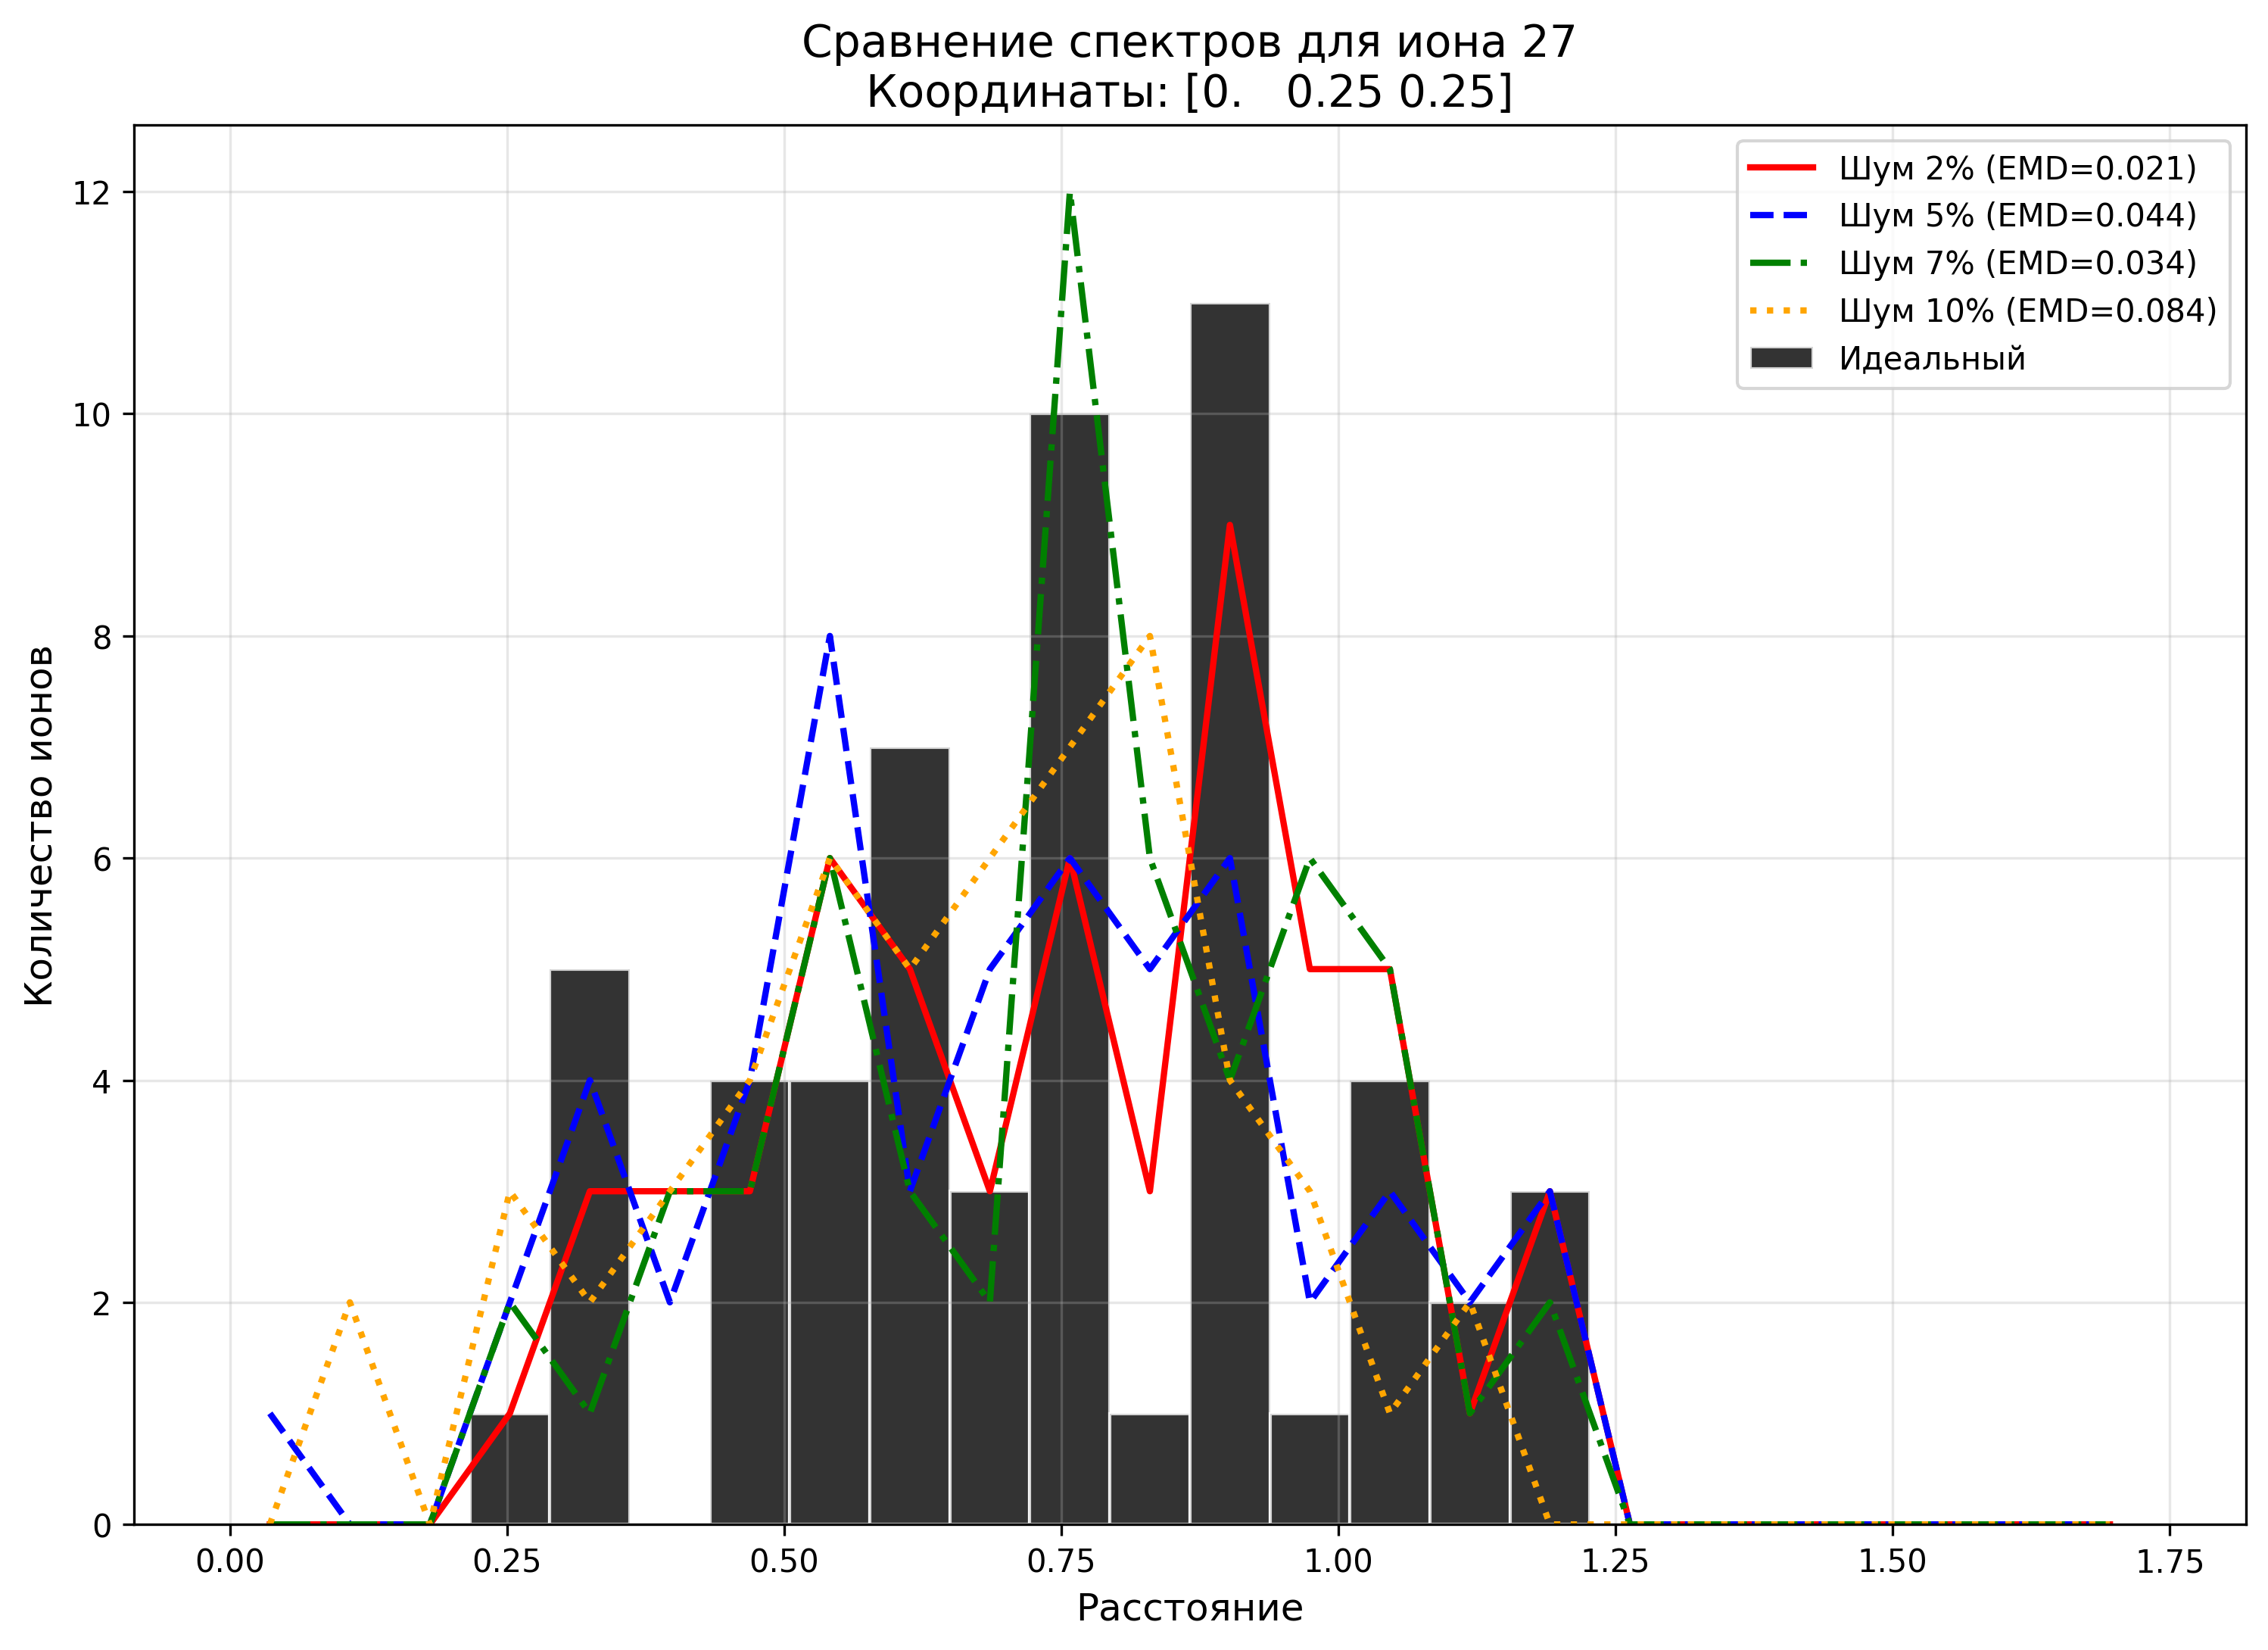 Сравнение спектров для иона 27
Координаты: [0.   0.25 0.25]
Шум 2% (EMD=0.021)
Шум 5% (EMD=0.044)
Шум 7% (EMD=0.034)
Шум 10% (EMD=0.084)
Идеальный
Количество ионов
12
10
8
6
4
2
0
0.00 0.25 0.50 0.75 1.00 1.25 1.50 1.75
Расстояние